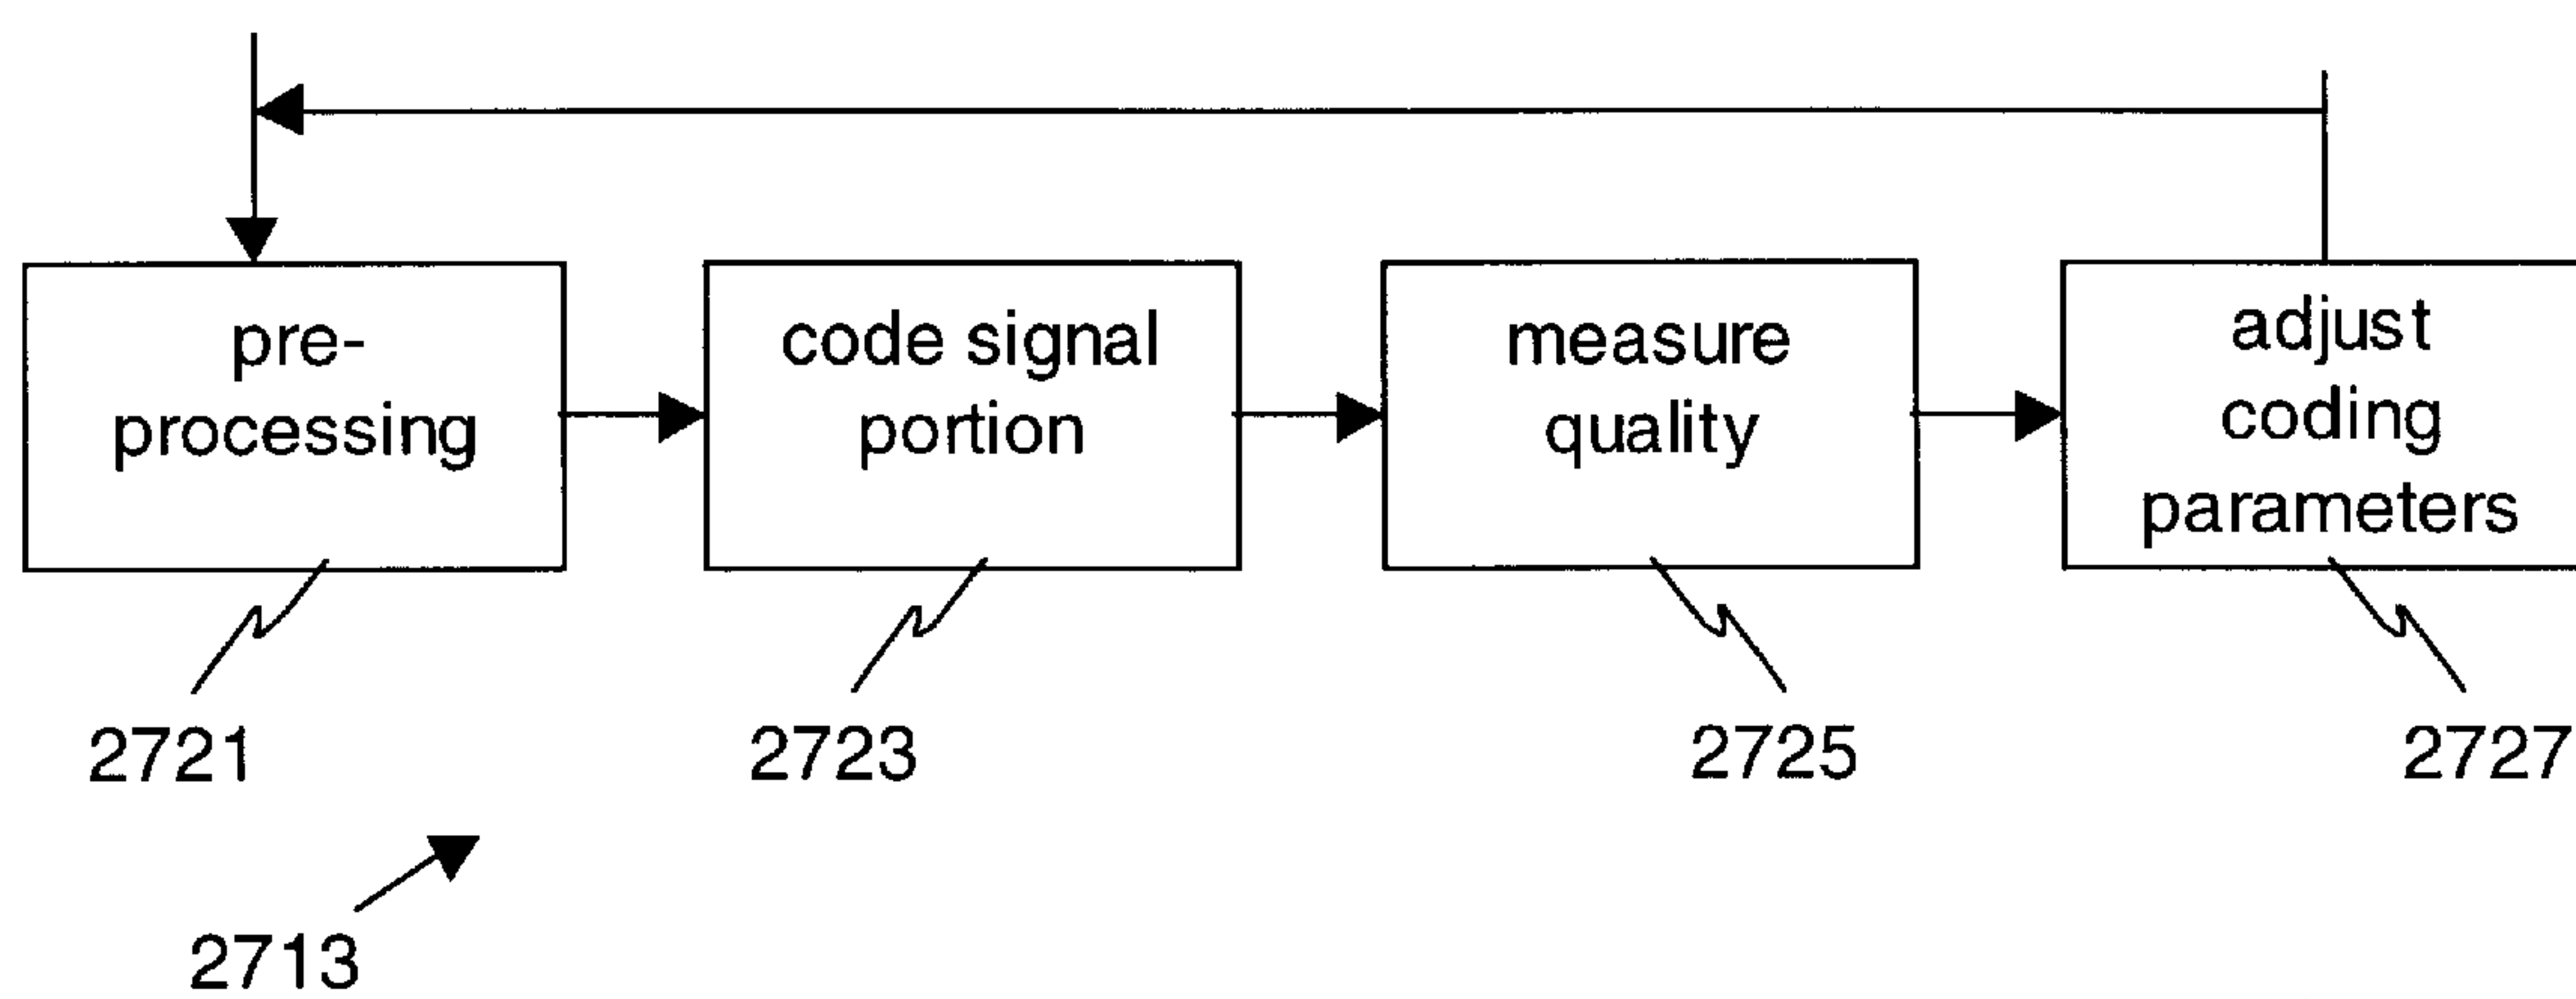 pre-
processing
code signal
portion
measure
quality
adjust
coding
parameters
2721
2723
2725
2727
2713